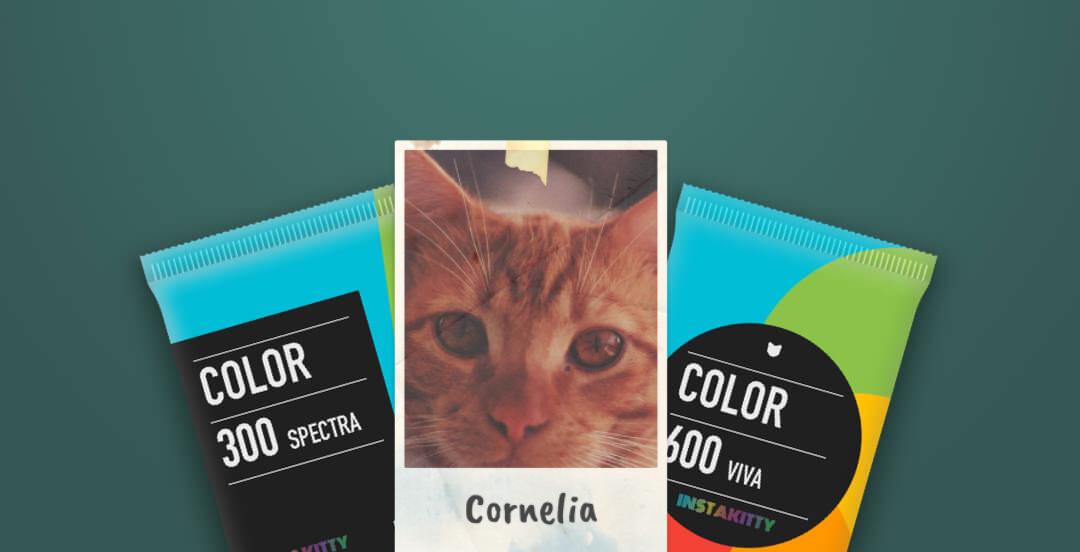 COLOR
300 SPECTRA
Cornelia
COLOR
600 VIVA
INSTAKITTY